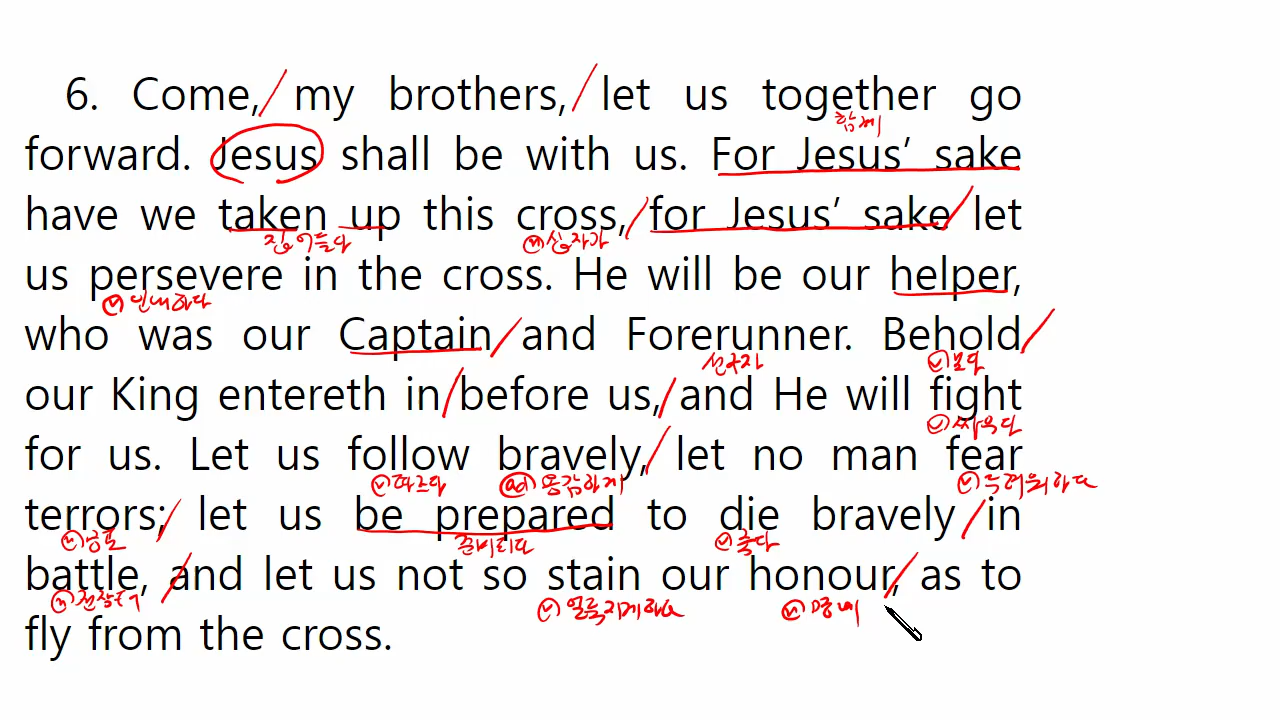 6. Come, my brothers, let us together go
함께
forward. Jesus shall be with us. For Jesus’ sake
have we taken up this cross, for Jesus’ sake let
집어들다 ⓝ십자가
us persevere in the cross. He will be our helper,
ⓥ인내하다
who was our Captain and Forerunner. Behold
선구자 ⓥ보다
our King entereth in before us, and He will fight
ⓥ싸우다
for us. Let us follow bravely, let no man fear
ⓥ따르다 ad용감하게 ⓥ두려워하다
terrors; let us be prepared to die bravely in
ⓝ공포 준비되다 ⓥ죽다
battle, and let us not so stain our honour, as to
ⓝ전쟁터 ⓥ얼룩지게하다 ⓝ명예
fly from the cross.